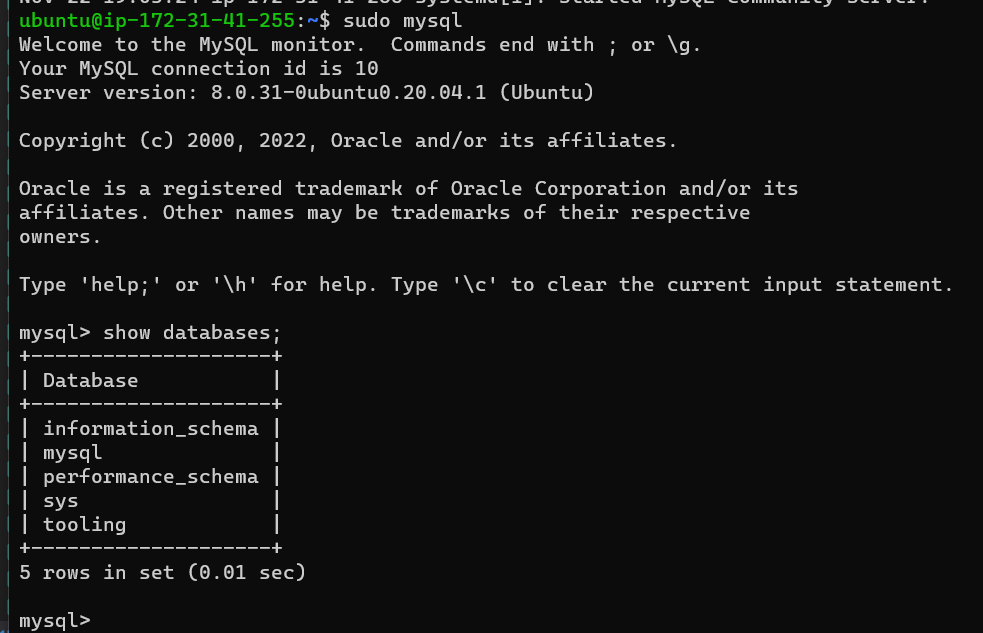 ubuntu@ip-172-31-41-255:~$ sudo mysql
Welcome to the MySQL monitor.  Commands end with ; or \g.
Your MySQL connection id is 10
Server version: 8.0.31-0ubuntu0.20.04.1 (Ubuntu)
Copyright (c) 2000, 2022, Oracle and/or its affiliates.
Oracle is a registered trademark of Oracle Corporation and/or its
affiliates. Other names may be trademarks of their respective
owners.
Type 'help;' or '\h' for help. Type '\c' to clear the current input statement.
mysql> show databases;
+--------------------+
| Database           |
+--------------------+
| information_schema |
| mysql              |
| performance_schema |
| sys                |
| tooling            |
+--------------------+
5 rows in set (0.01 sec)
mysql>